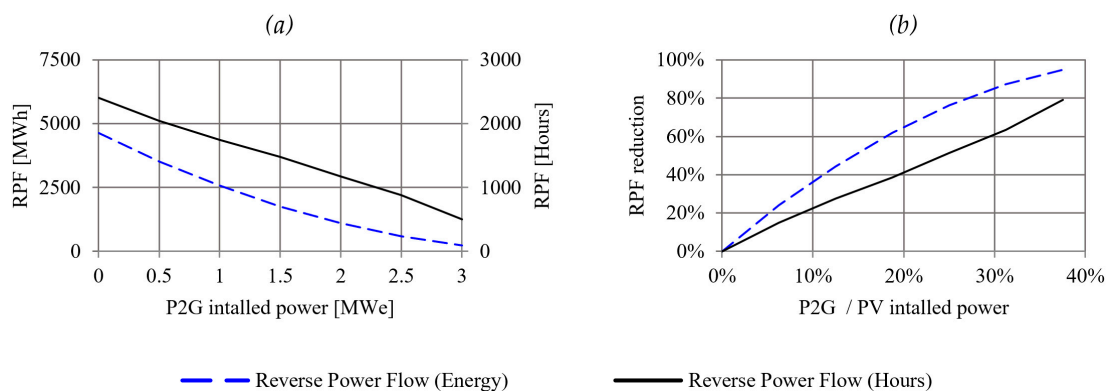 (a)
7500
5000
2500
0
RPF [MWh]
3000
2000
1000
0
RPF [Hours]
0 0.5 1 1.5 2 2.5 3
P2G intalled power [MWe]
(b)
100%
80%
60%
40%
20%
0%
RPF reduction
0% 10% 20% 30% 40%
P2G / PV intalled power
Reverse Power Flow (Energy)
Reverse Power Flow (Hours)